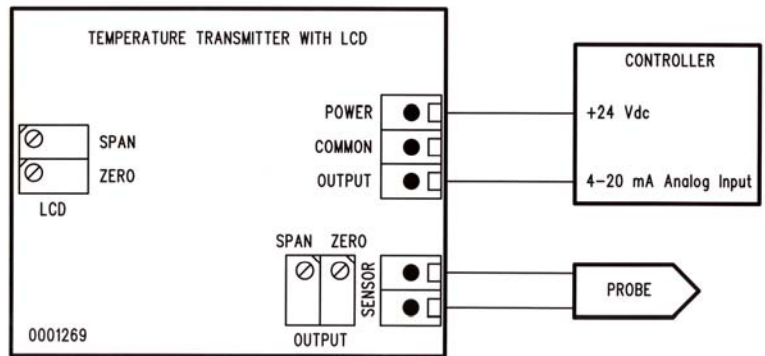 TEMPERATURE TRANSMITTER WITH LCD
CONTROLLER
POWER
+24 Vdc
SPAN
COMMON
ZERO
OUTPUT
4-20 mA Analog Input
LCD
SPAN ZERO
SENSOR
PROBE
0001269
OUTPUT